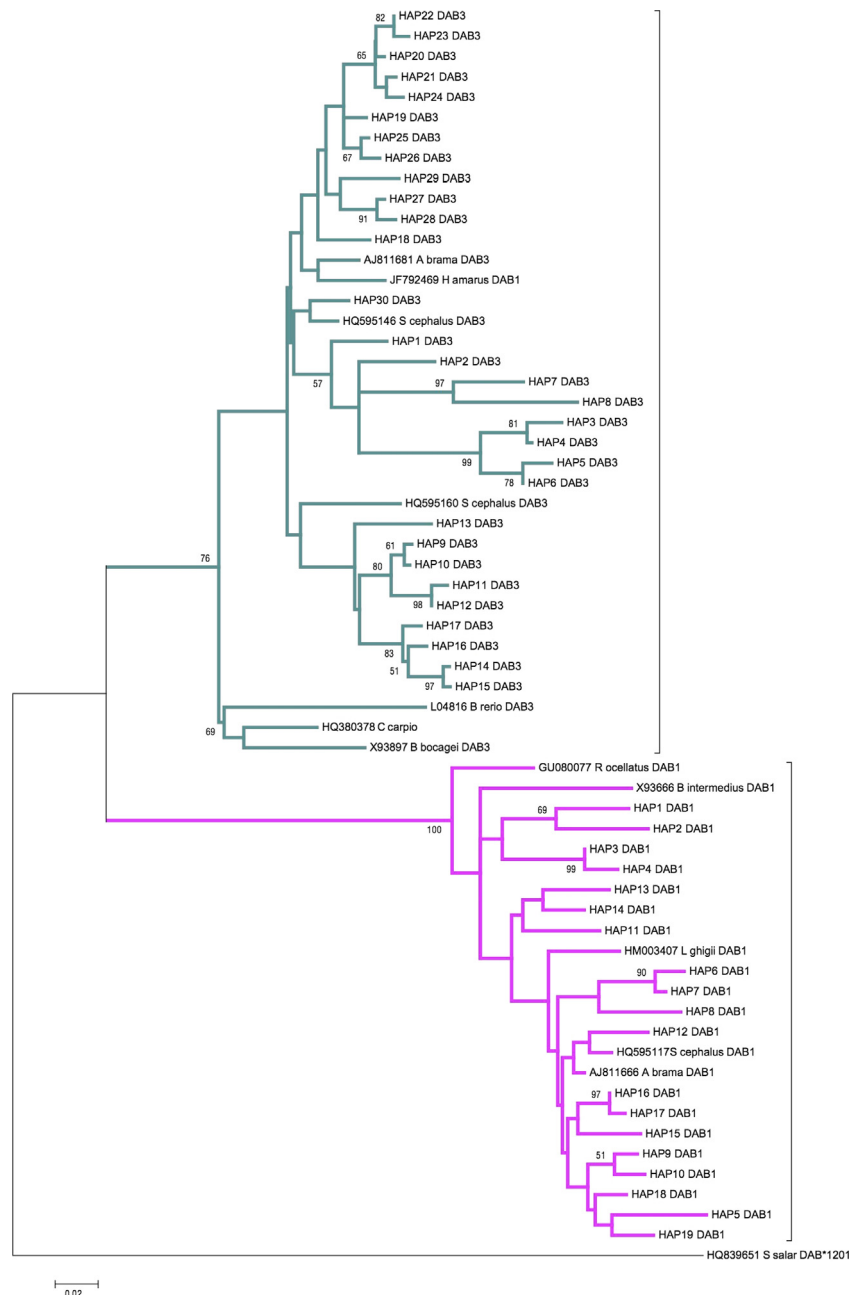 82
HAP22 DAB3
HAP23 DAB3
65
HAP20 DAB3
HAP21 DAB3
HAP24 DAB3
HAP19 DAB3
HAP25 DAB3
67
HAP26 DAB3
HAP29 DAB3
HAP27 DAB3
91
HAP28 DAB3
HAP18 DAB3
AJ811681 A brama DAB3
JF792469 H amarus DAB1
HAP30 DAB3
HQ595146 S cephalus DAB3
HAP1 DAB3
HAP2 DAB3
57
97
HAP7 DAB3
HAP8 DAB3
81
HAP3 DAB3
HAP4 DAB3
99
HAP5 DAB3
78
HAP6 DAB3
HQ595160 S cephalus DAB3
HAP13 DAB3
61
HAP9 DAB3
76
80
HAP10 DAB3
HAP11 DAB3
98
HAP12 DAB3
HAP17 DAB3
83
HAP16 DAB3
51
HAP14 DAB3
97
HAP15 DAB3
L04816 B rerio DAB3
69
HQ380378 C carpio
X93897 B bocagei DAB3
GU080077 R ocellatus DAB1
X93666 B intermedius DAB1
69
HAP1 DAB1
100
HAP2 DAB1
HAP3 DAB1
99
HAP4 DAB1
HAP13 DAB1
HAP14 DAB1
HAP11 DAB1
HM003407 L ghigii DAB1
90
HAP6 DAB1
HAP7 DAB1
HAP8 DAB1
HAP12 DAB1
HQ595117S cephalus DAB1
AJ811666 A brama DAB1
97
HAP16 DAB1
HAP17 DAB1
HAP15 DAB1
51
HAP9 DAB1
HAP10 DAB1
HAP18 DAB1
HAP5 DAB1
HAP19 DAB1
HQ839651 S salar DAB*1201
0.02